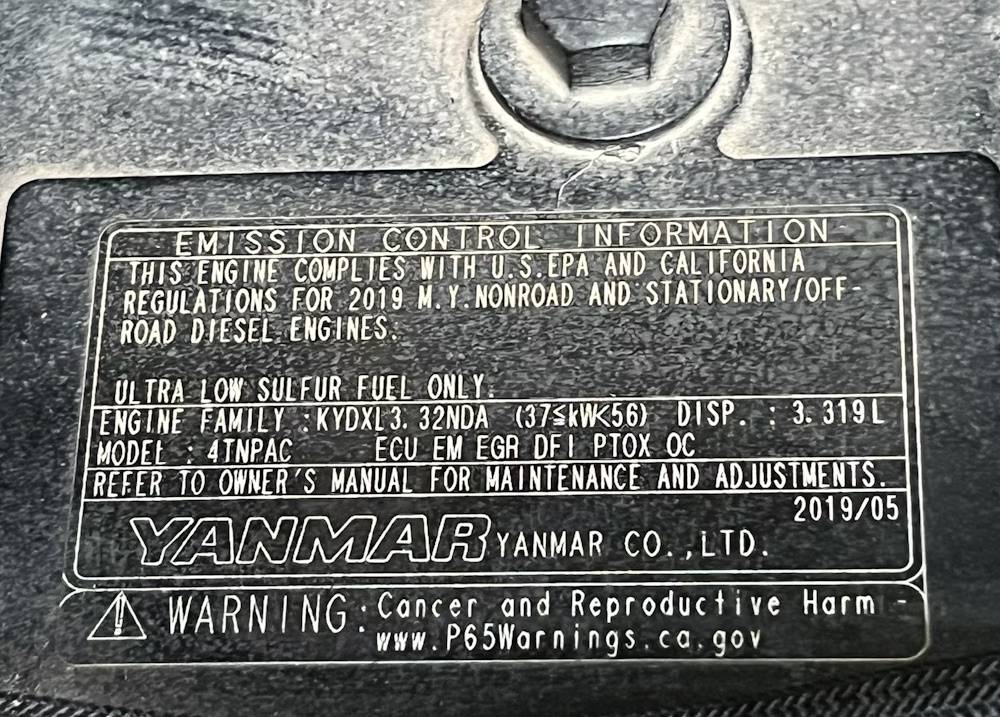 EMISSION CONTROL INFORMATION
THIS ENGINE COMPLIES WITH U.S.EPA AND CALIFORNIA
REGULATIONS FOR 2019 M.Y.NONROAD AND STATIONARY/OFF-
ROAD DIESEL ENGINES.
ULTRA LOW SULFUR FUEL ONLY.
ENGINE FAMILY :KYDXL3.32NDA (37≦kW<56) DISP. : 3.319L
MODEL : 4TNPAC ECU EM EGR DFI PTOX OC
REFER TO OWNER'S MANUAL FOR MAINTENANCE AND ADJUSTMENTS.
2019/05
YANMAR YANMAR CO.,LTD.
WARNING: Cancer and Reproductive Harm -
www.P65Warnings.ca.gov